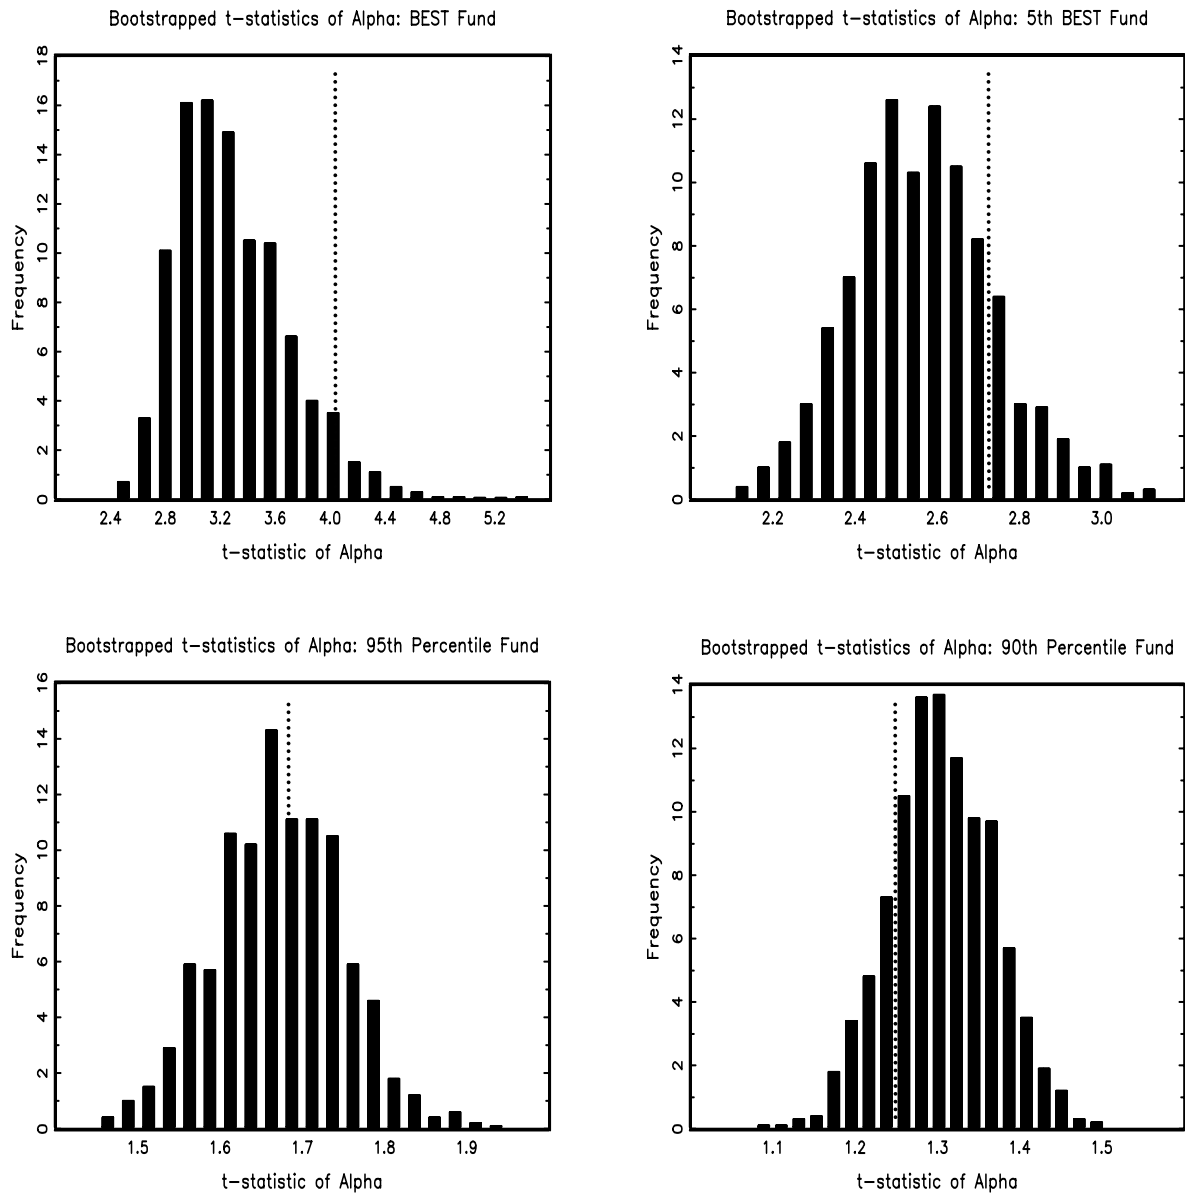 Bootstrapped t-statistics of Alpha: BEST Fund
18
16
14
12
10
8
6
4
2
0
Frequency
2.4 2.8 3.2 3.6 4.0 4.4 4.8 5.2
t-statistic of Alpha
Bootstrapped t-statistics of Alpha: 5th BEST Fund
14
12
10
8
6
4
2
0
Frequency
2.2 2.4 2.6 2.8 3.0
t-statistic of Alpha
Bootstrapped t-statistics of Alpha: 95th Percentile Fund
16
14
12
10
8
6
4
2
0
Frequency
1.5 1.6 1.7 1.8 1.9
t-statistic of Alpha
Bootstrapped t-statistics of Alpha: 90th Percentile Fund
14
12
10
8
6
4
2
0
Frequency
1.1 1.2 1.3 1.4 1.5
t-statistic of Alpha